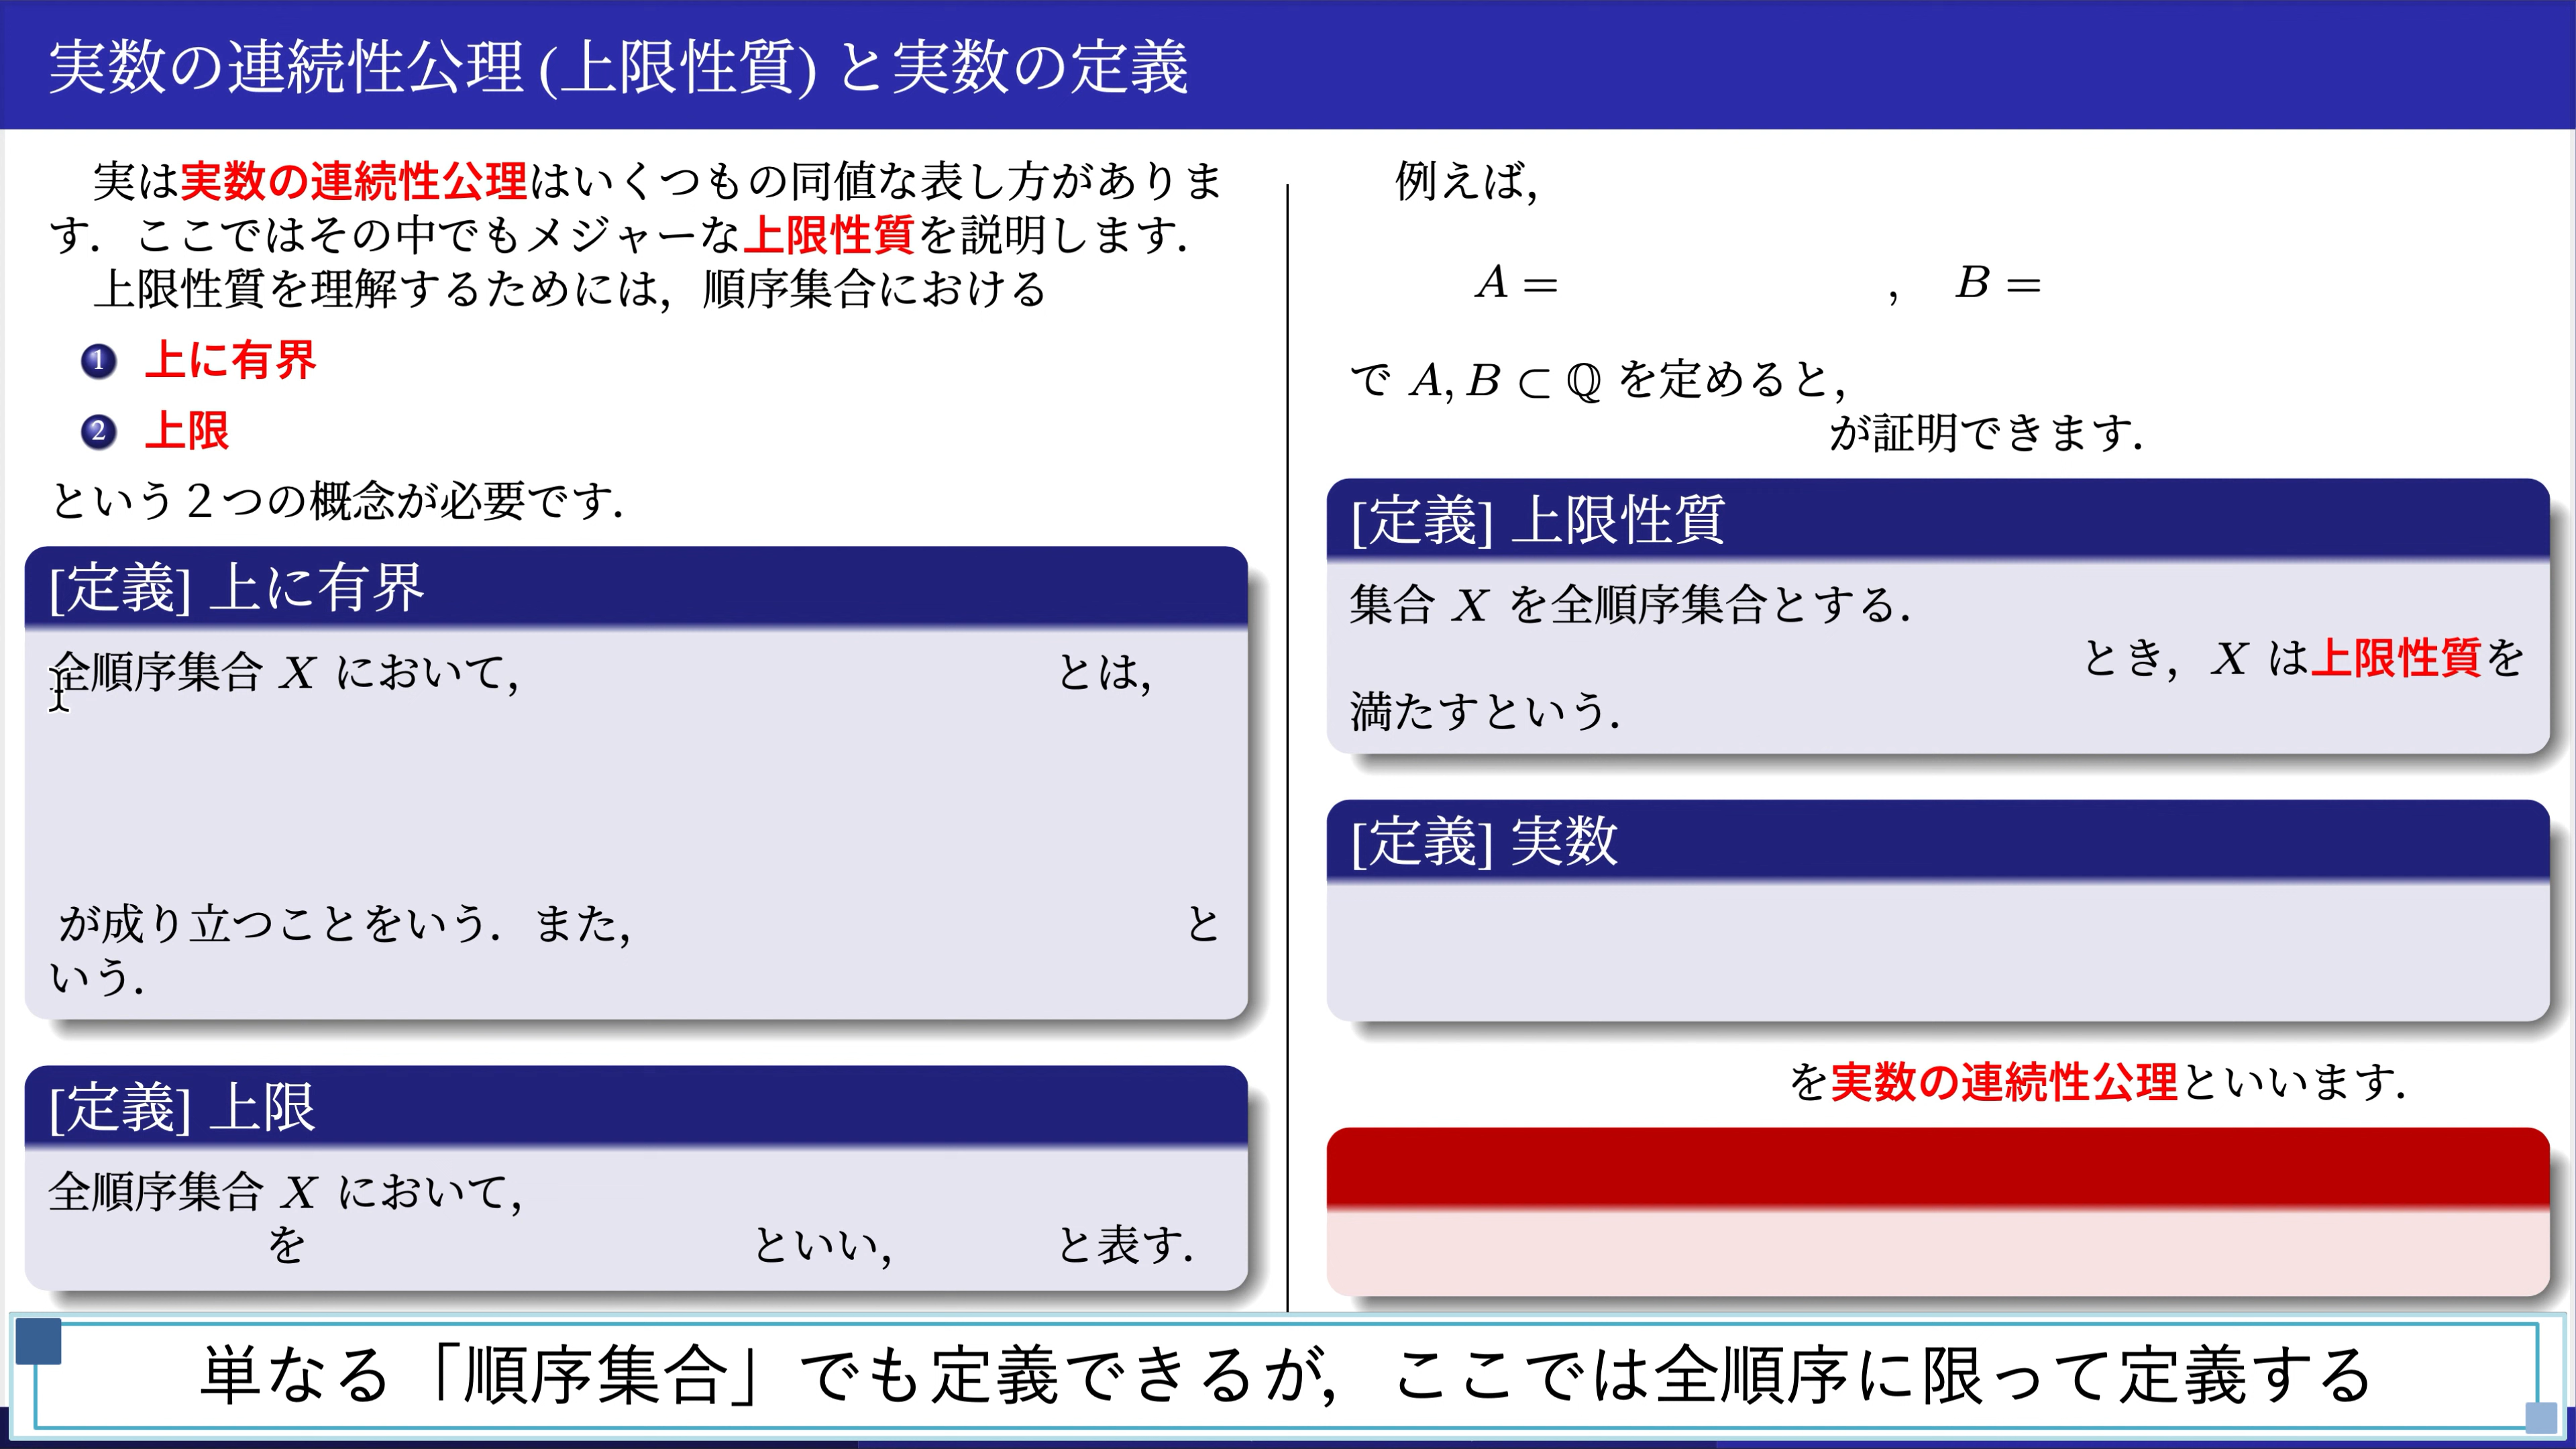 実数の連続性公理 (上限性質) と実数の定義
実は実数の連続性公理はいくつもの同値な表し方がありま
す．ここではその中でもメジャーな上限性質を説明します．
上限性質を理解するためには，順序集合における
1 上に有界
2 上限
という 2 つの概念が必要です．
[定義] 上に有界
全順序集合 X において，　とは，
が成り立つことをいう．また，　と
いう．
[定義] 上限
全順序集合 X において，
を　といい，　と表す．
例えば，
A =　，　B =
で A, B ⊂ ℚ を定めると，
が証明できます．
[定義] 上限性質
集合 X を全順序集合とする．
とき，X は上限性質を
満たすという．
[定義] 実数
を実数の連続性公理といいます．
単なる「順序集合」でも定義できるが，ここでは全順序に限って定義する